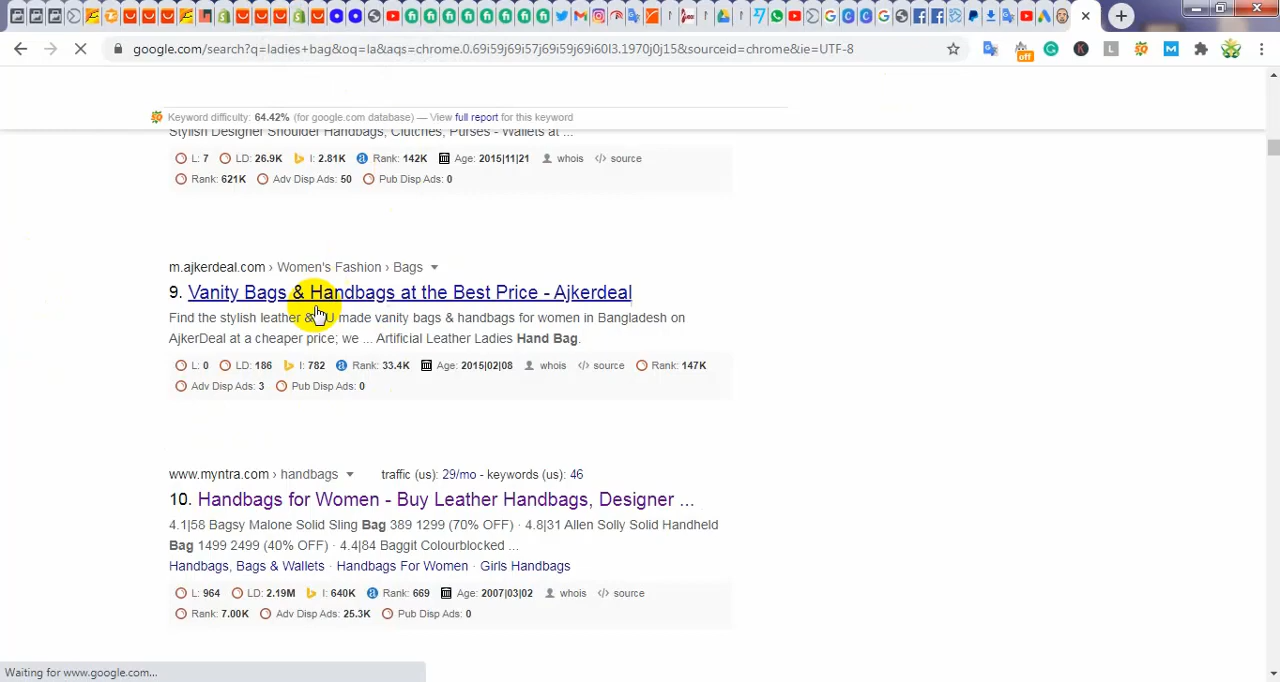 google.com/search?q=ladies+bag&oq=la&aqs=chrome.0.69i59j69i57j69i59j69i60l3.1970j0j15&sourceid=chrome&ie=UTF-8
Keyword difficulty: 64.42% (for google.com database) — View full report for this keyword
Stylish Designer Shoulder Handbags, Clutches, Purses - Wallets at ...
L: 7 LD: 26.9K I: 2.81K Rank: 142K Age: 2015|11|21 whois </> source
Rank: 621K Adv Disp Ads: 50 Pub Disp Ads: 0
m.ajkerdeal.com › Women's Fashion › Bags
9. Vanity Bags & Handbags at the Best Price - Ajkerdeal
Find the stylish leather & U made vanity bags & handbags for women in Bangladesh on
AjkerDeal at a cheaper price; we ... Artificial Leather Ladies Hand Bag.
L: 0 LD: 186 I: 782 Rank: 33.4K Age: 2015|02|08 whois </> source Rank: 147K
Adv Disp Ads: 3 Pub Disp Ads: 0
www.myntra.com › handbags traffic (us): 29/mo - keywords (us): 46
10. Handbags for Women - Buy Leather Handbags, Designer ...
4.1|58 Bagsy Malone Solid Sling Bag 389 1299 (70% OFF) · 4.8|31 Allen Solly Solid Handheld
Bag 1499 2499 (40% OFF) · 4.4|84 Baggit Colourblocked ...
Handbags, Bags & Wallets · Handbags For Women · Girls Handbags
L: 964 LD: 2.19M I: 640K Rank: 669 Age: 2007|03|02 whois </> source
Rank: 7.00K Adv Disp Ads: 25.3K Pub Disp Ads: 0
Waiting for www.google.com...